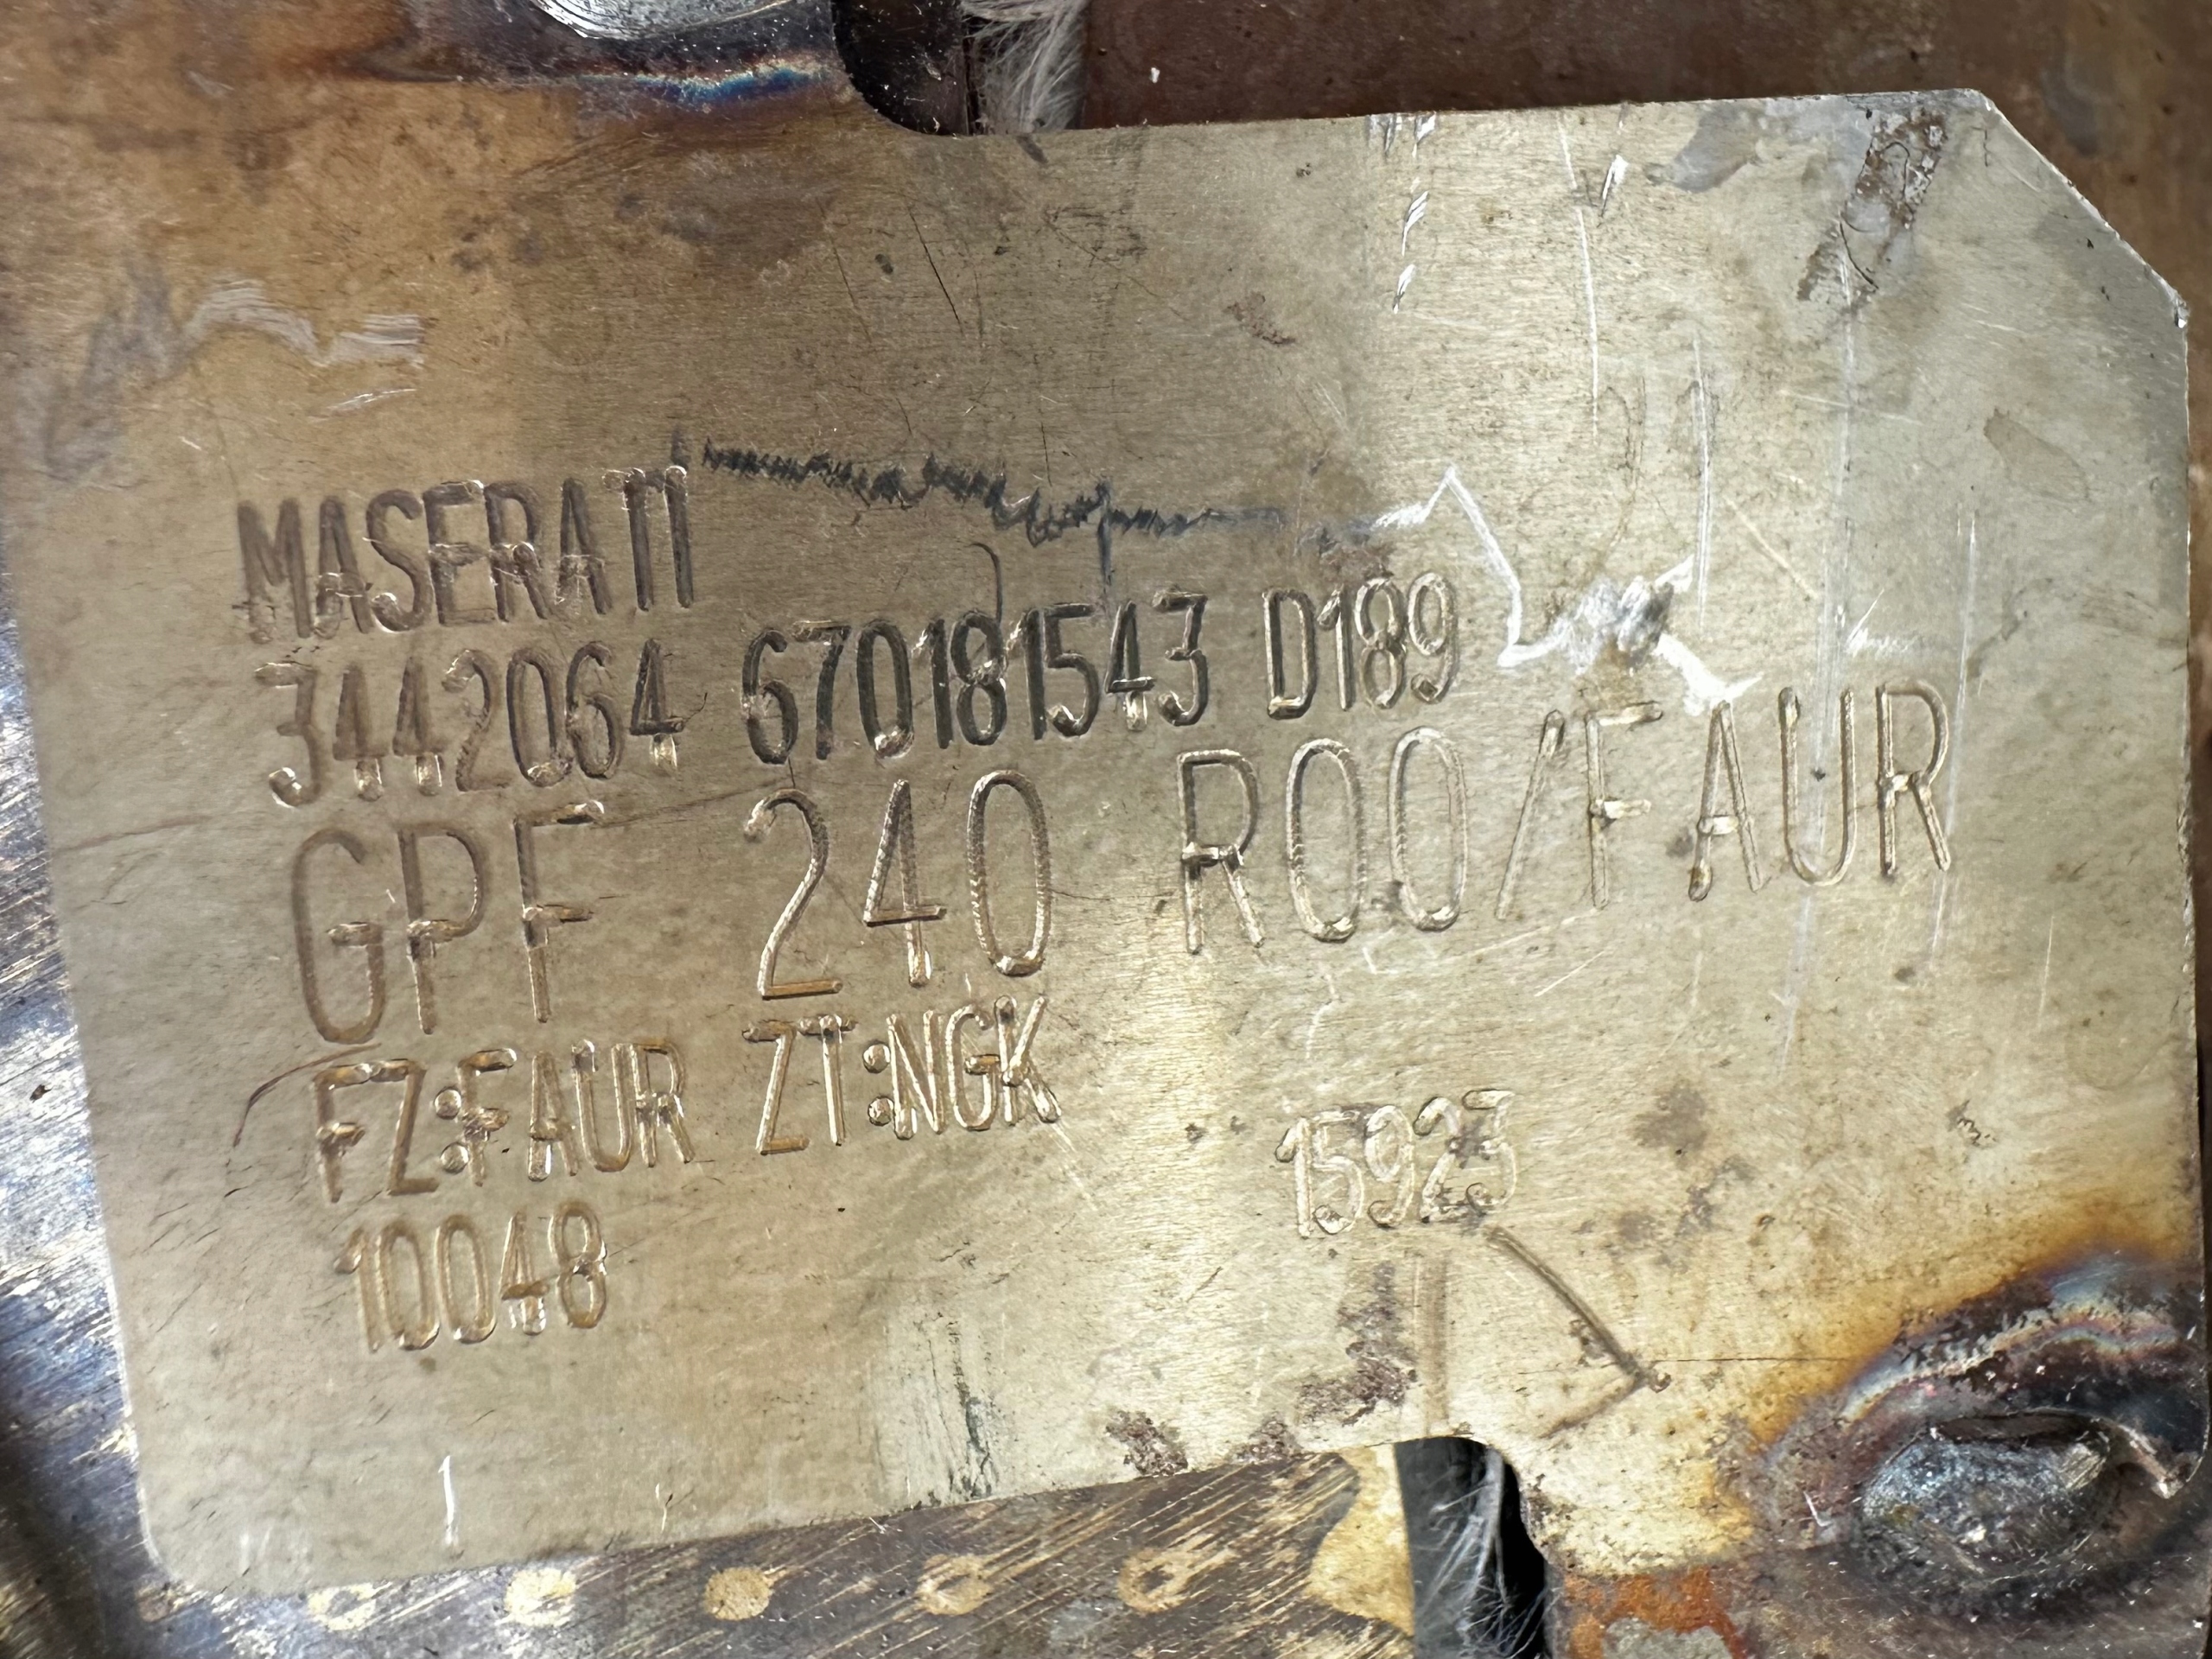 MASERATI
3442064 670181543 D189
GPF 240 R00/FAUR
FZ:FAUR ZT:NGK
10048 15923